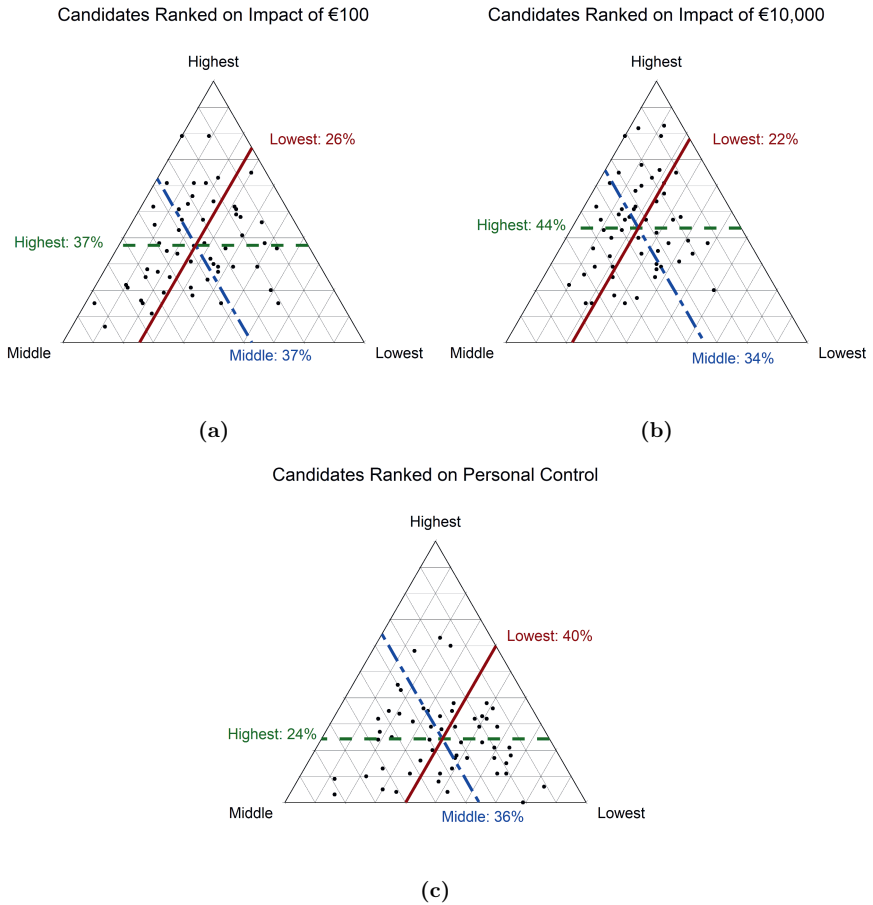 Candidates Ranked on Impact of €100
Highest
Lowest: 26%
Highest: 37%
Middle
Middle: 37%
Lowest
(a)
Candidates Ranked on Impact of €10,000
Highest
Lowest: 22%
Highest: 44%
Middle
Middle: 34%
Lowest
(b)
Candidates Ranked on Personal Control
Highest
Lowest: 40%
Highest: 24%
Middle
Middle: 36%
Lowest
(c)